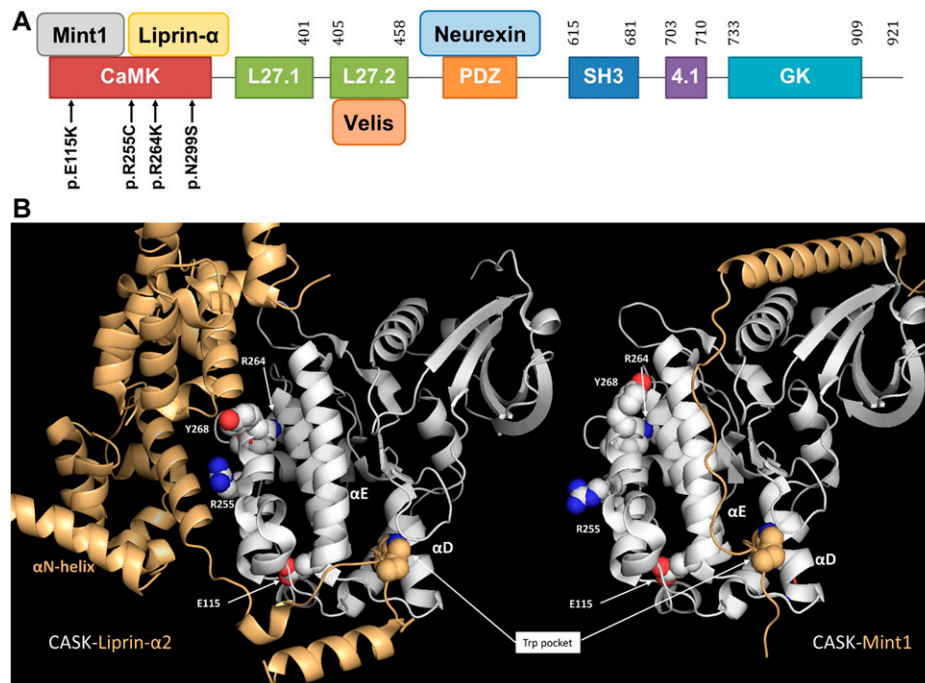 A
Mint1
Liprin-α
Neurexin
401
405
458
615
681
703
710
733
909
921
CaMK
L27.1
L27.2
PDZ
SH3
4.1
GK
Velis
p.E115K
p.R255C
p.R264K
p.N299S
B
R264
Y268
R255
αE
αD
αN-helix
E115
CASK-Liprin-α2
Trp pocket
R264
Y268
R255
αE
αD
E115
CASK-Mint1